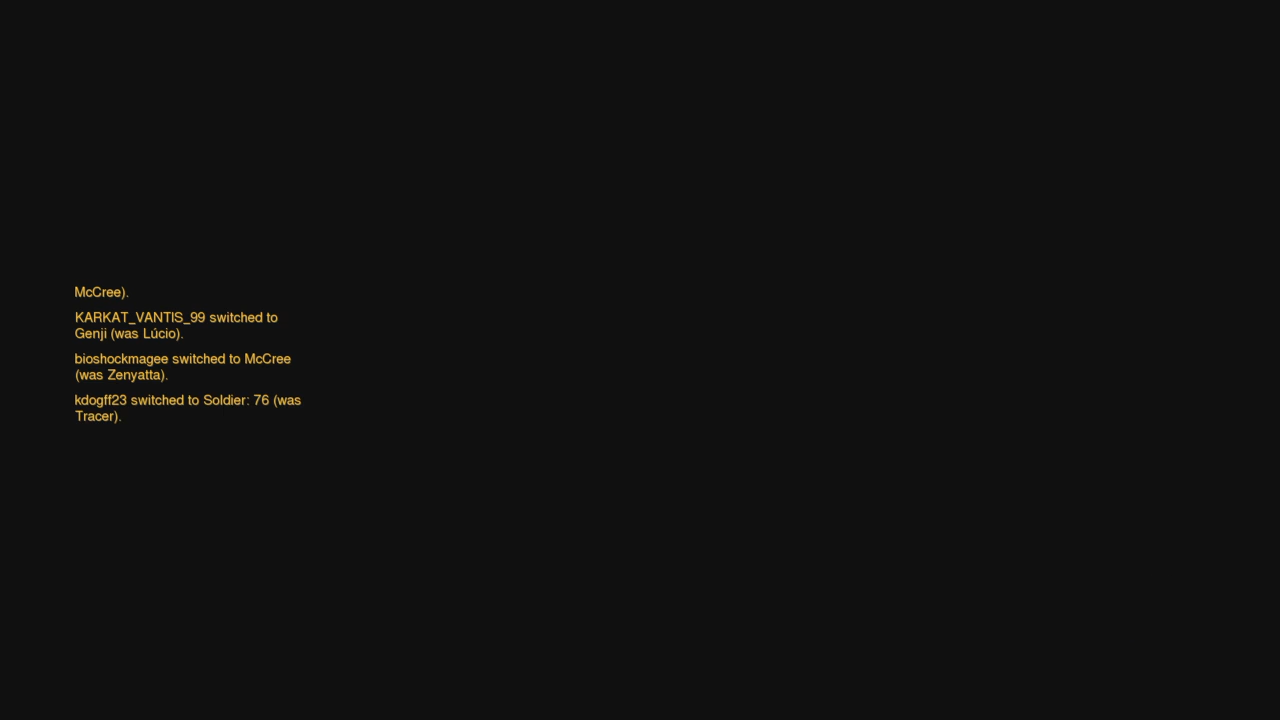 McCree).
KARKAT_VANTIS_99 switched to
Genji (was Lúcio).
bioshockmagee switched to McCree
(was Zenyatta).
kdogff23 switched to Soldier: 76 (was
Tracer).